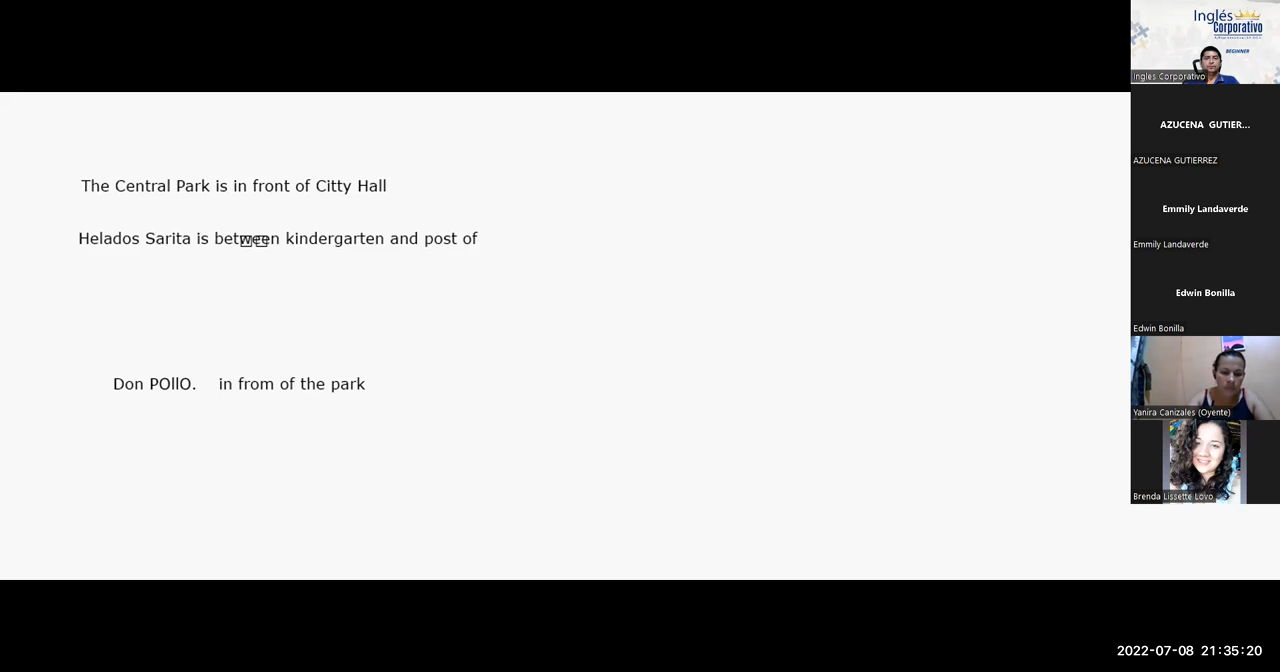 The Central Park is in front of Citty Hall
Helados Sarita is between kindergarten and post of
Don POllO. in from of the park
Inglés
Corporativo
BEGINNER
Ingles Corporativo
AZUCENA GUTIER...
AZUCENA GUTIERREZ
Emmily Landaverde
Emmily Landaverde
Edwin Bonilla
Edwin Bonilla
Yanira Canizales (Oyente)
Brenda Lissette Lovo
2022-07-08 21:35:20